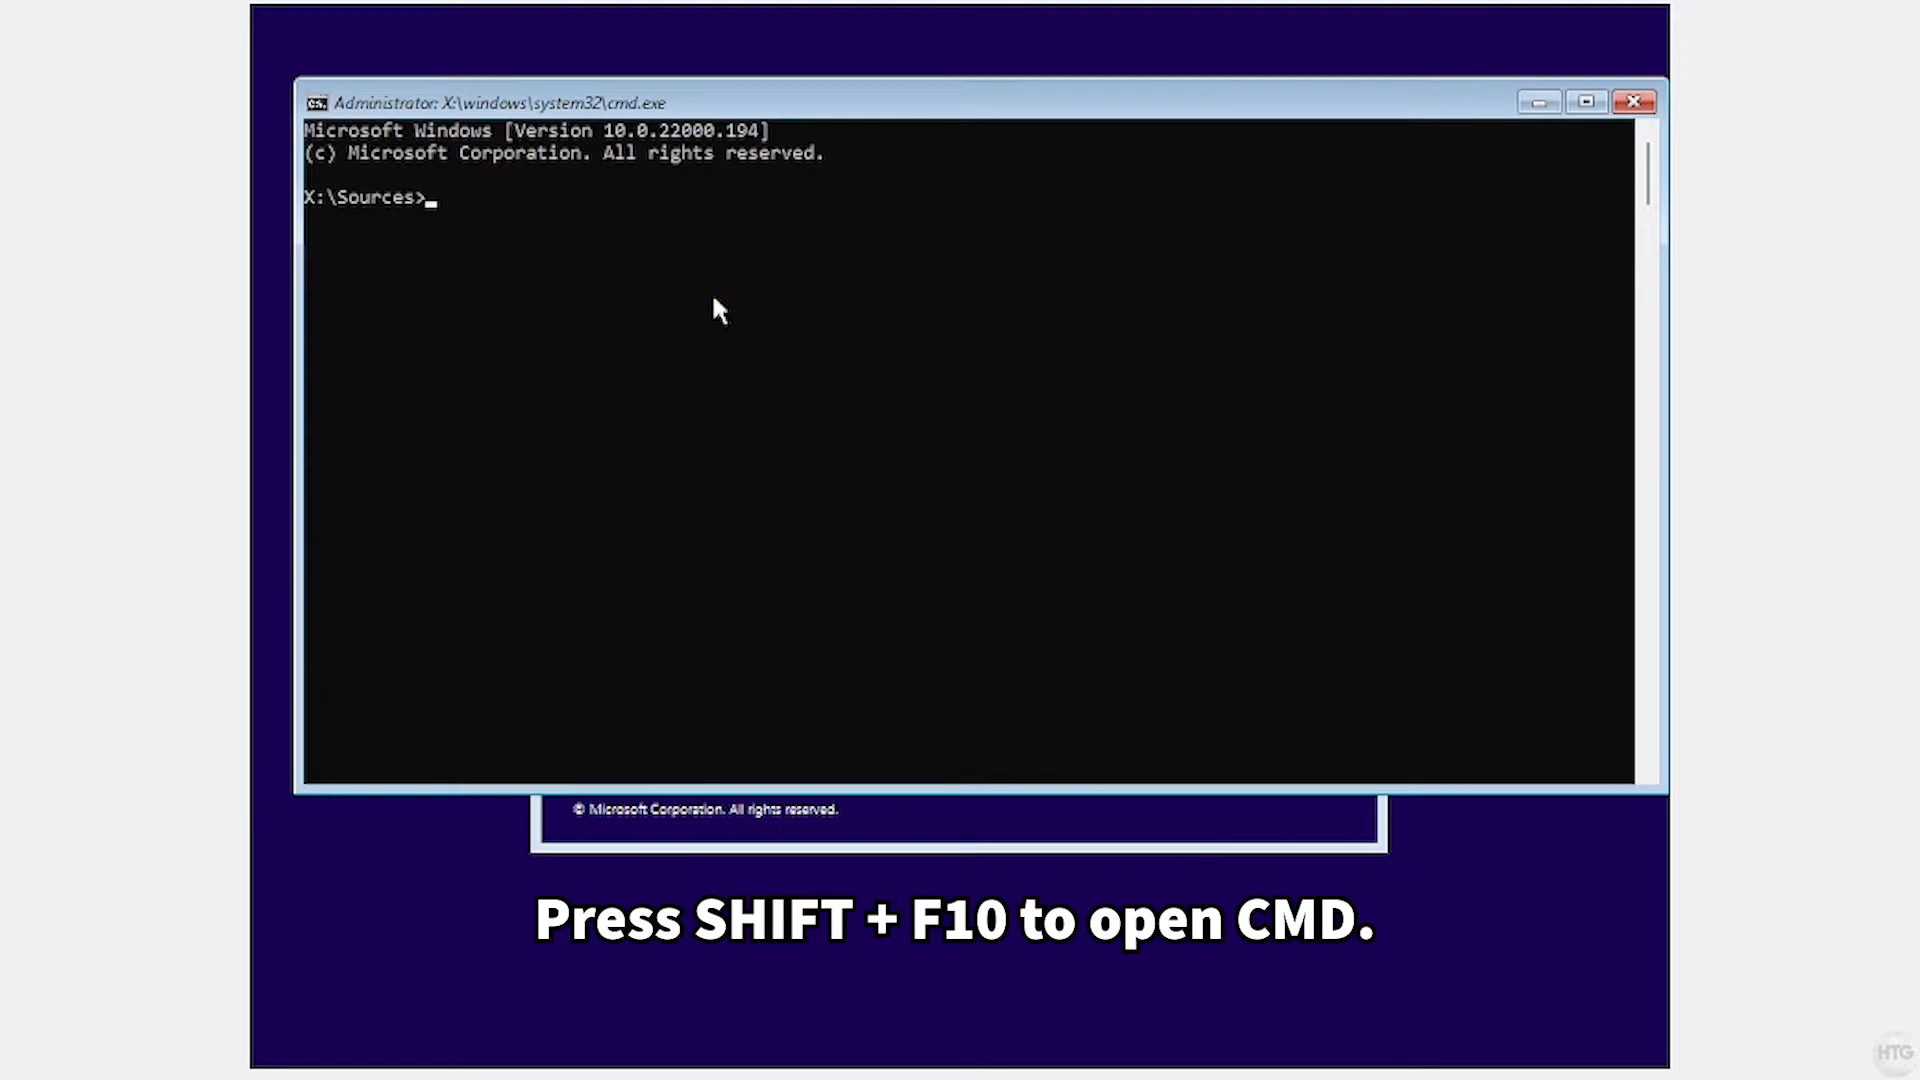 Administrator: X:\windows\system32\cmd.exe
Microsoft Windows [Version 10.0.22000.194]
(c) Microsoft Corporation. All rights reserved.
X:\Sources>
© Microsoft Corporation. All rights reserved.
Press SHIFT + F10 to open CMD.
HTG